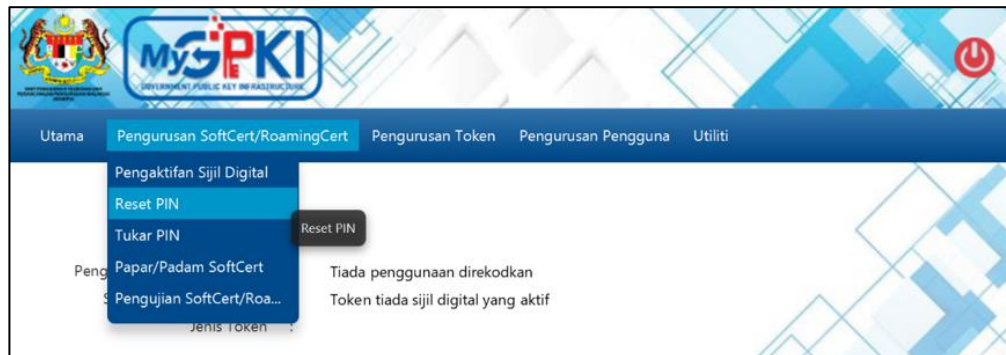 MyGPKI
GOVERNMENT PUBLIC KEY INFRASTRUCTURE
Utama Pengurusan SoftCert/RoamingCert Pengurusan Token Pengurusan Pengguna Utiliti
Pengaktifan Sijil Digital
Reset PIN
Tukar PIN
Reset PIN
Peng
Papar/Padam SoftCert
Tiada penggunaan direkodkan
S
Pengujian SoftCert/Roa...
Token tiada sijil digital yang aktif
Jenis Token :